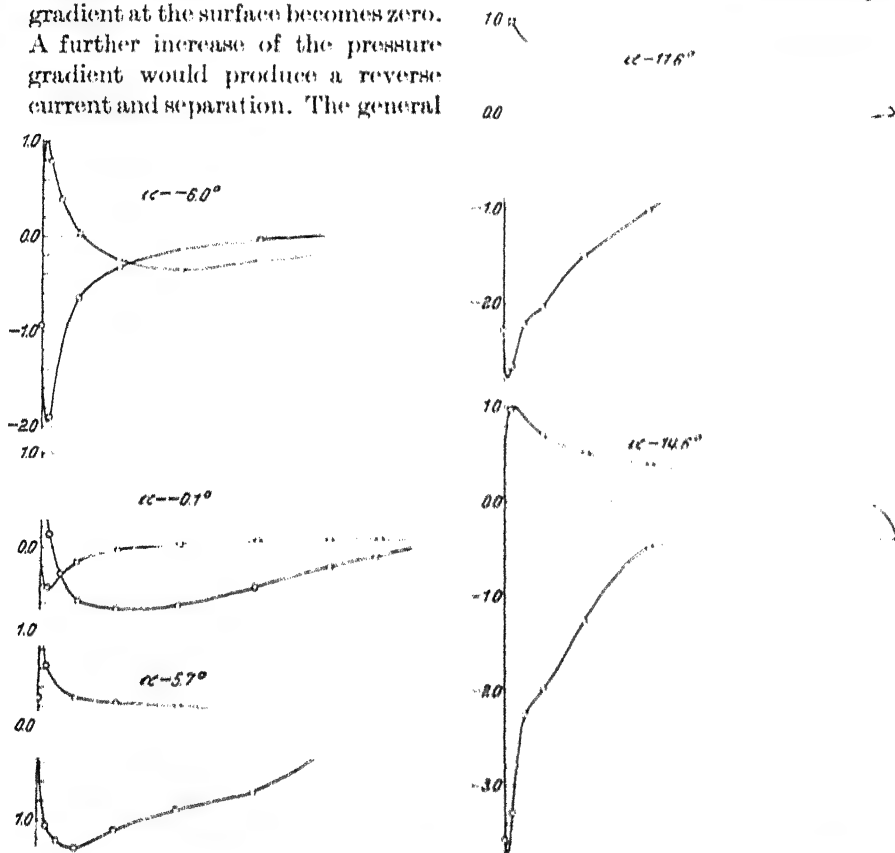 gradient at the surface becomes zero.
A further increase of the pressure
gradient would produce a reverse
current and separation. The general
1.0
α--6.0°
0.0
-1.0
-2.0
1.0
α--0.1°
0.0
1.0
α-5.7°
0.0
1.0
1.0
α-17.6°
0.0
-1.0
-2.0
1.0
α-14.6°
0.0
-1.0
-2.0
-3.0